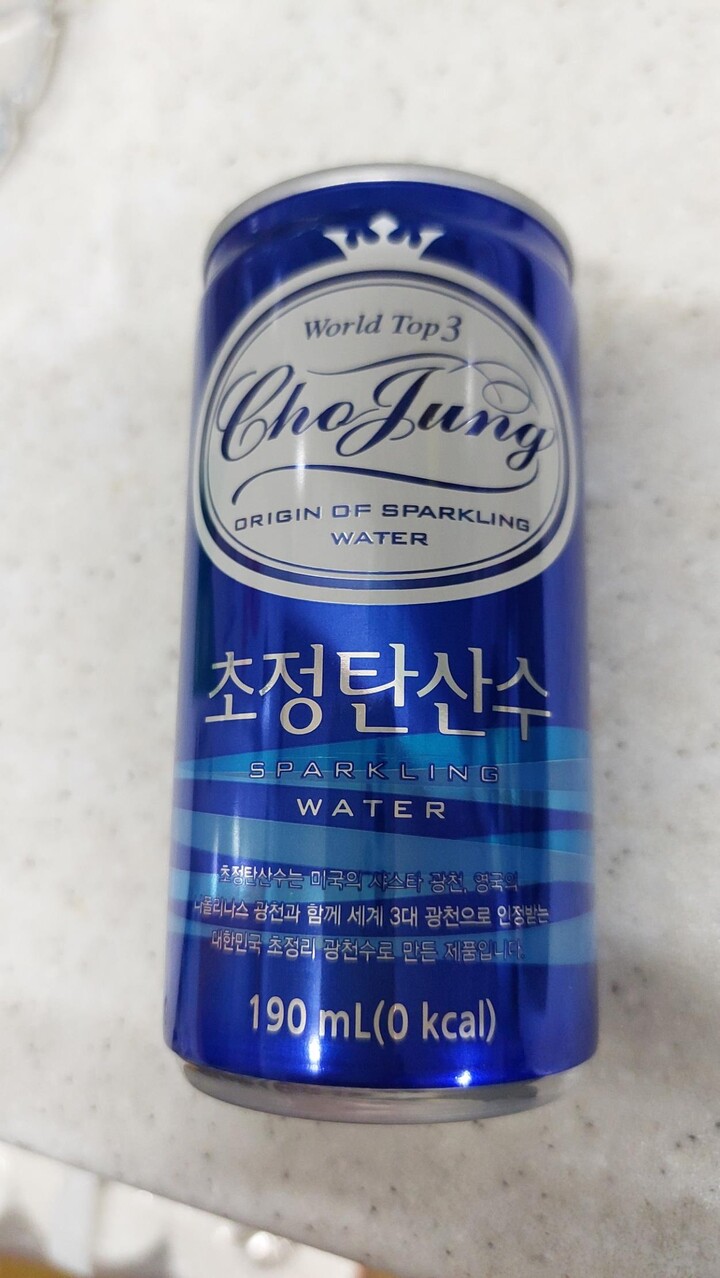 World Top 3
ChoJung
ORIGIN OF SPARKLING
WATER
초정탄산수
SPARKLING
WATER
초정탄산수는 미국의 샤스타 광천, 영국의
나폴리나스 광천과 함께 세계 3대 광천으로 인정받는
대한민국 초정리 광천수로 만든 제품입니다.
190 mL(0 kcal)